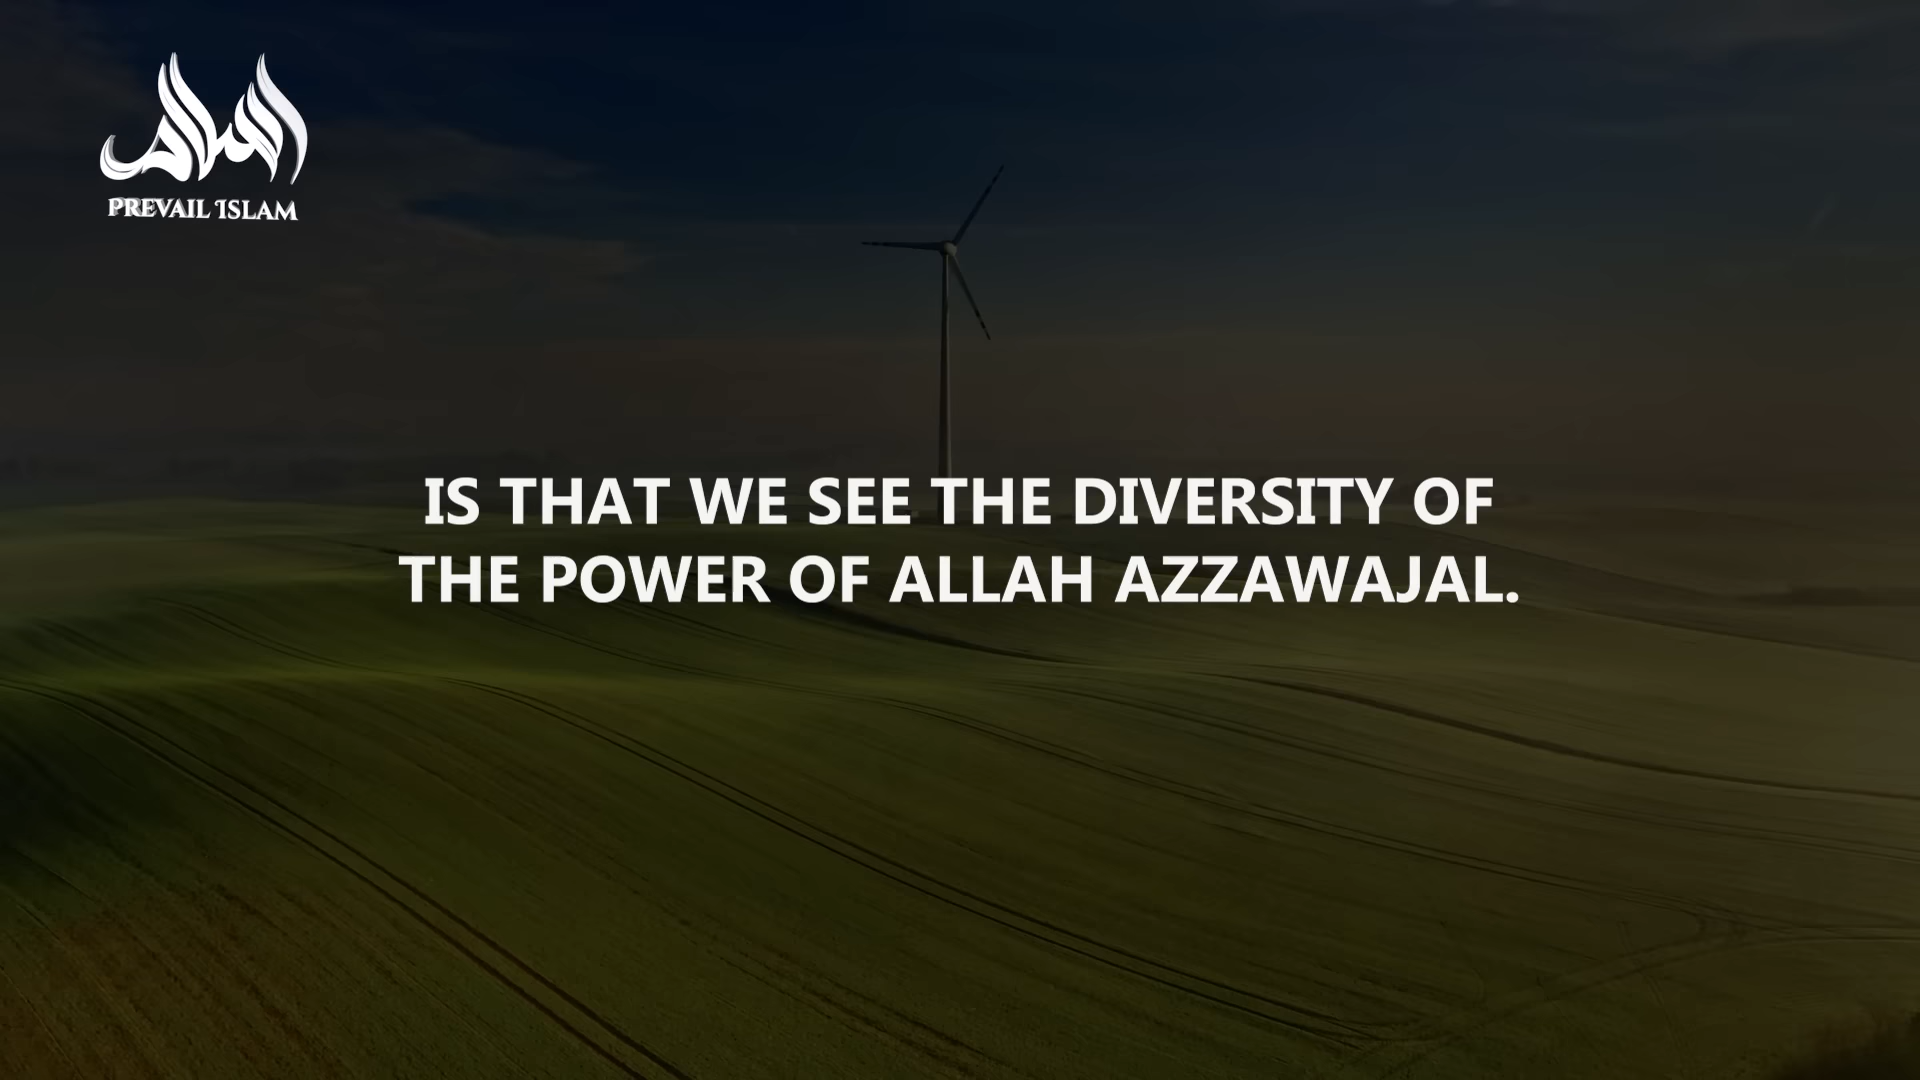 PREVAIL ISLAM
IS THAT WE SEE THE DIVERSITY OF
THE POWER OF ALLAH AZZAWAJAL.